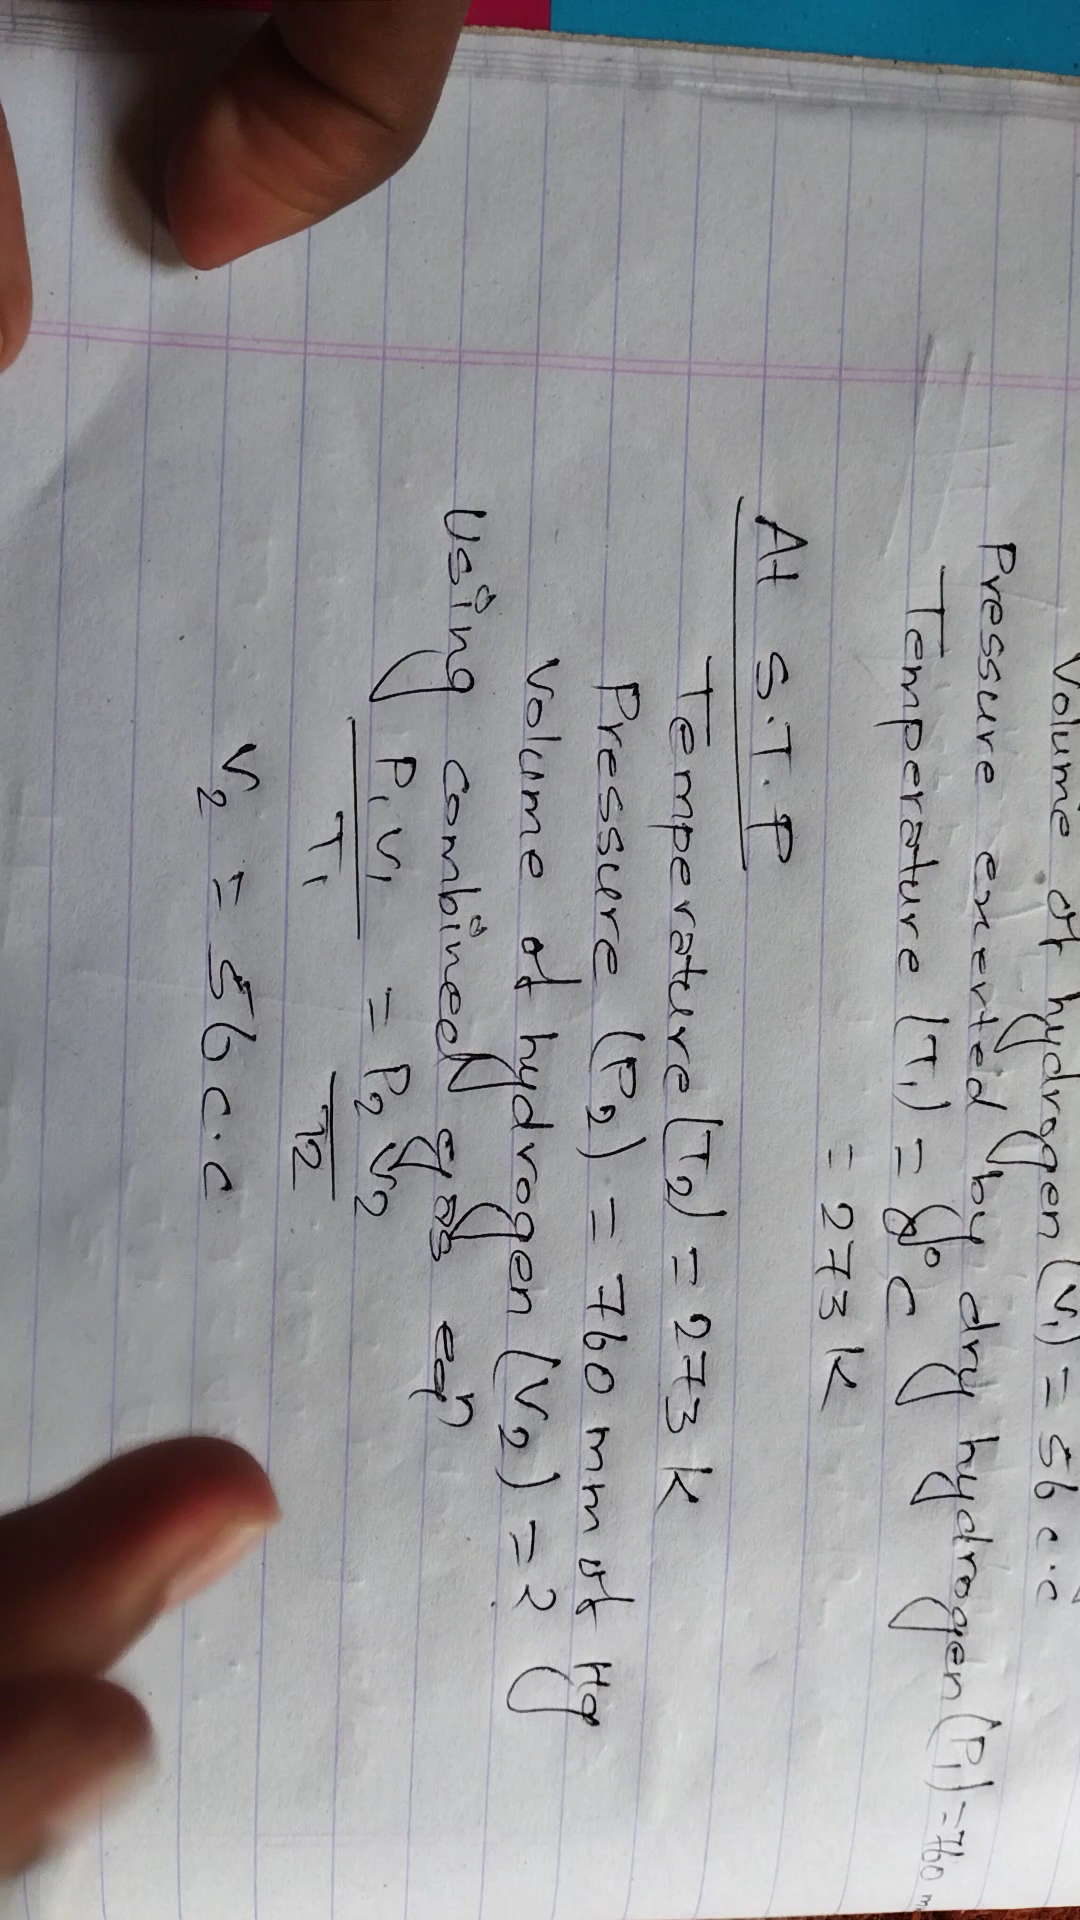 Volume of hydrogen (V₁) = 56 c.c
Pressure exerted by dry hydrogen (P₁) = 760 m
Temperature (T₁) = 0° C
= 273 K
At S.T.P
Temperature (T₂) = 273 K
Pressure (P₂) = 760 mm of Hg
Volume of hydrogen (V₂) = ?
Using combined gas eqn
P₁V₁ = P₂V₂
T₁ T₂
V₂ = 56 c.c